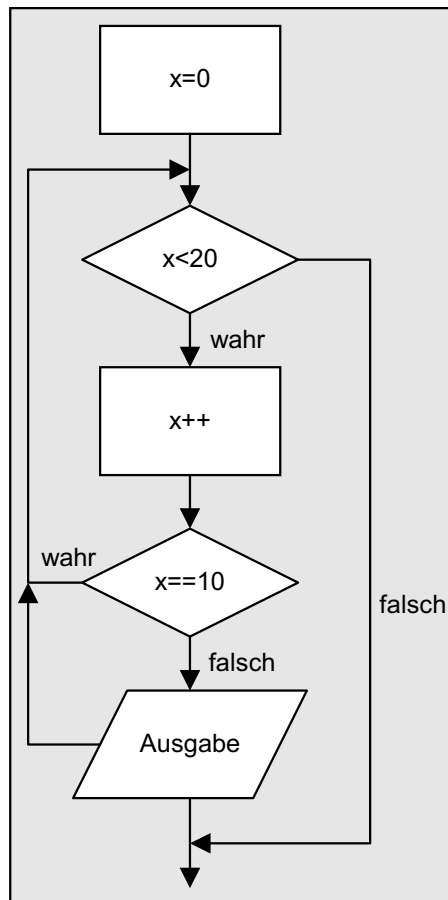 x=0
x<20
wahr
x++
wahr
x==10
falsch
falsch
Ausgabe